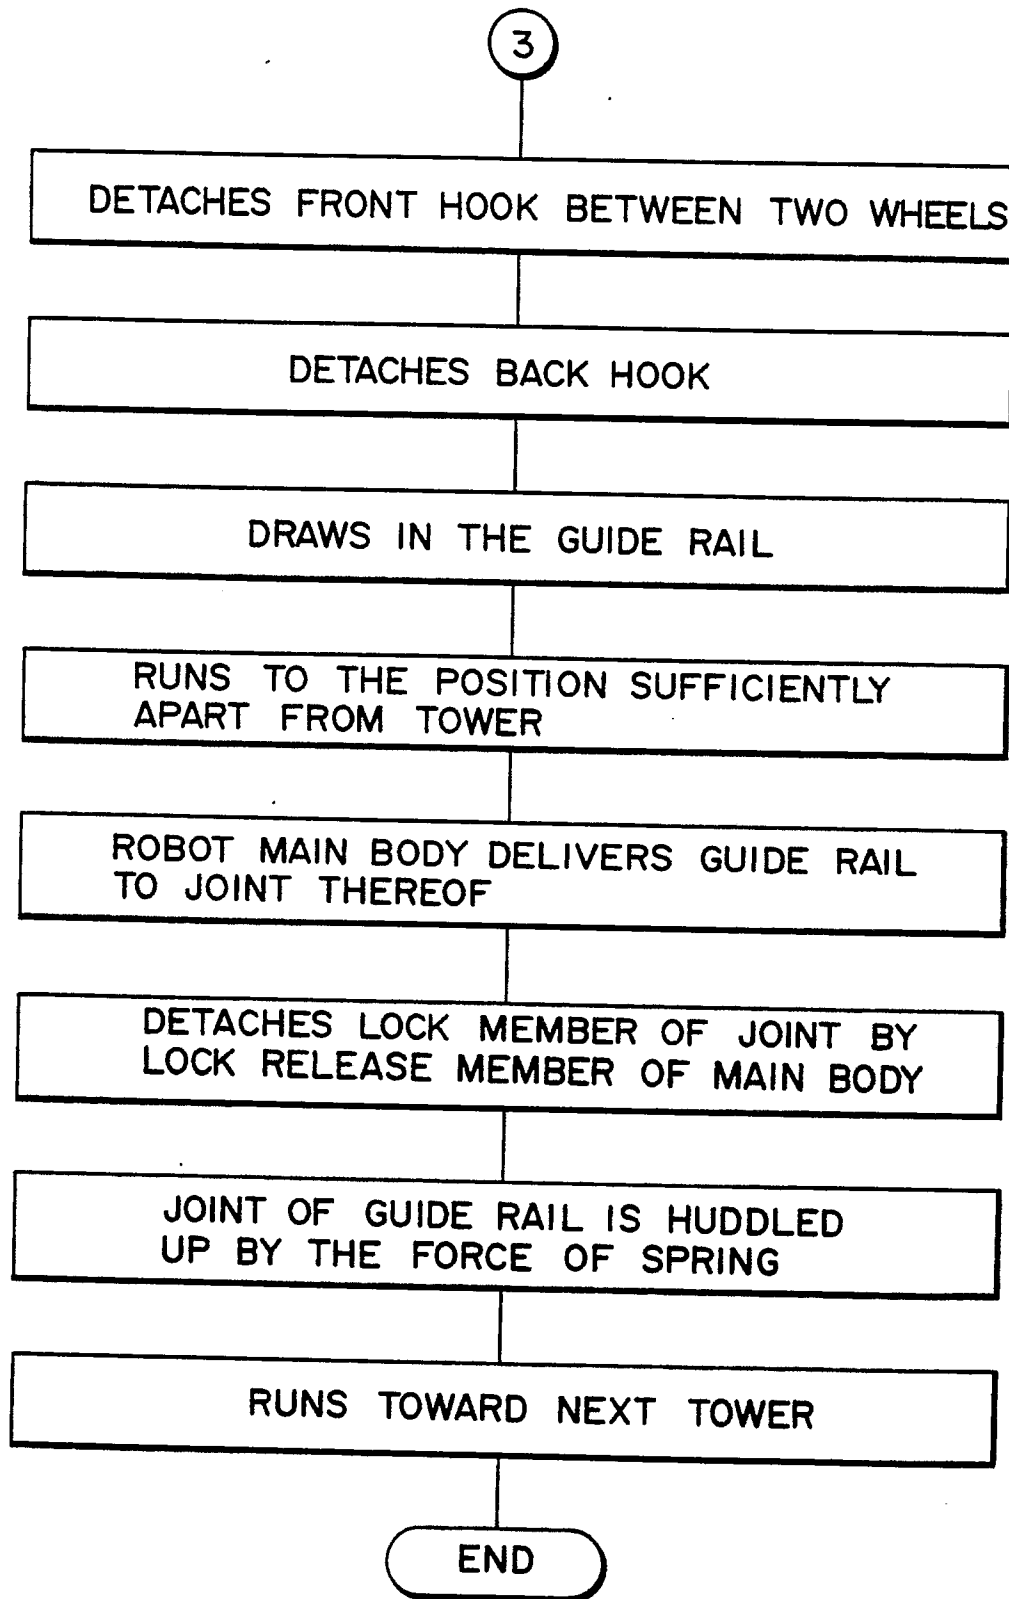 3
DETACHES FRONT HOOK BETWEEN TWO WHEELS
DETACHES BACK HOOK
DRAWS IN THE GUIDE RAIL
RUNS TO THE POSITION SUFFICIENTLY
APART FROM TOWER
ROBOT MAIN BODY DELIVERS GUIDE RAIL
TO JOINT THEREOF
DETACHES LOCK MEMBER OF JOINT BY
LOCK RELEASE MEMBER OF MAIN BODY
JOINT OF GUIDE RAIL IS HUDDLED
UP BY THE FORCE OF SPRING
RUNS TOWARD NEXT TOWER
END